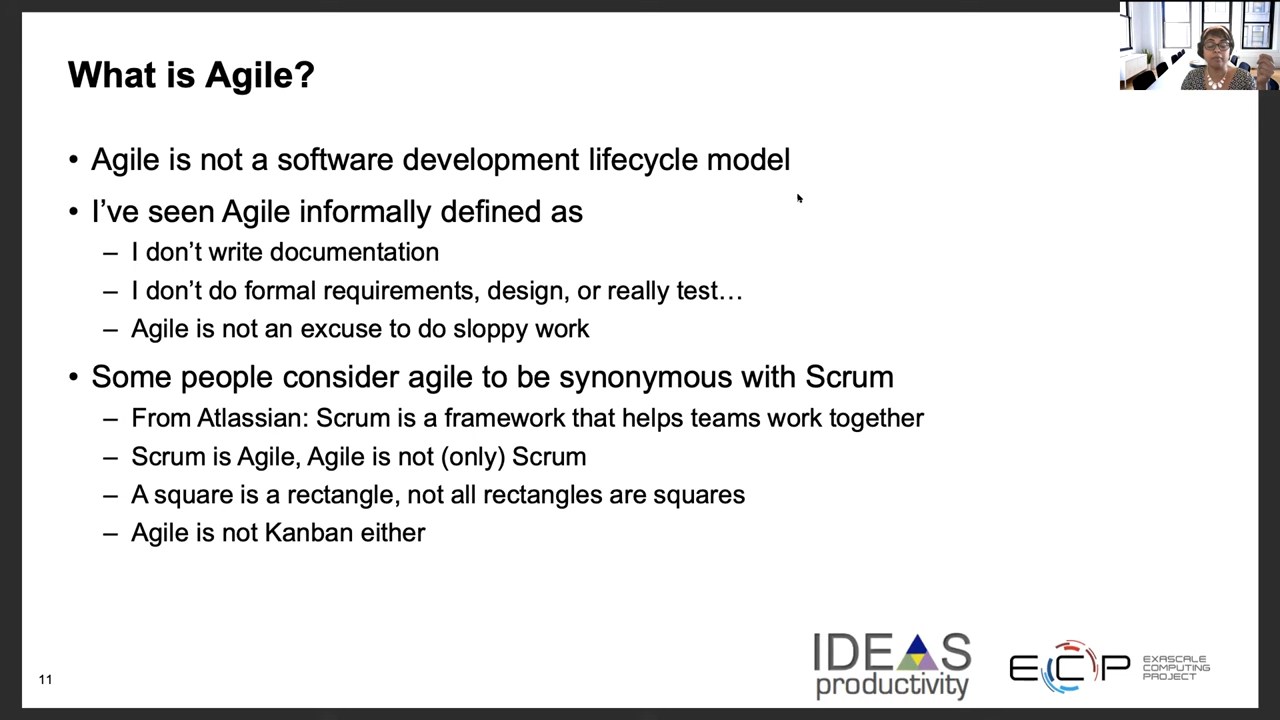 What is Agile?
• Agile is not a software development lifecycle model
• I’ve seen Agile informally defined as
– I don’t write documentation
– I don’t do formal requirements, design, or really test…
– Agile is not an excuse to do sloppy work
• Some people consider agile to be synonymous with Scrum
– From Atlassian: Scrum is a framework that helps teams work together
– Scrum is Agile, Agile is not (only) Scrum
– A square is a rectangle, not all rectangles are squares
– Agile is not Kanban either
11
IDEAS
productivity
ECP
EXASCALE
COMPUTING
PROJECT